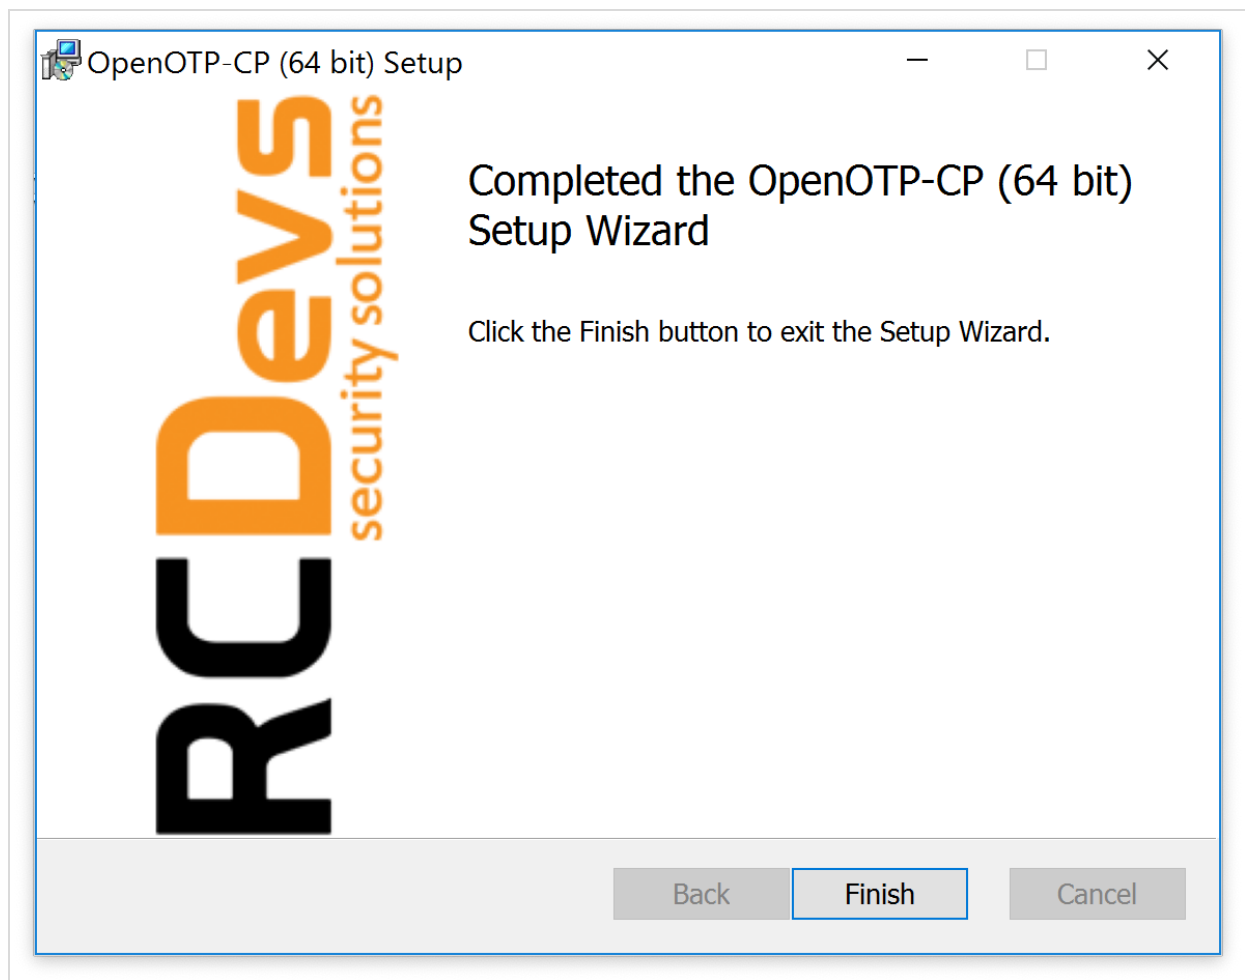 OpenOTP-CP (64 bit) Setup
RCDevs
security solutions
Completed the OpenOTP-CP (64 bit)
Setup Wizard
Click the Finish button to exit the Setup Wizard.
Back
Finish
Cancel